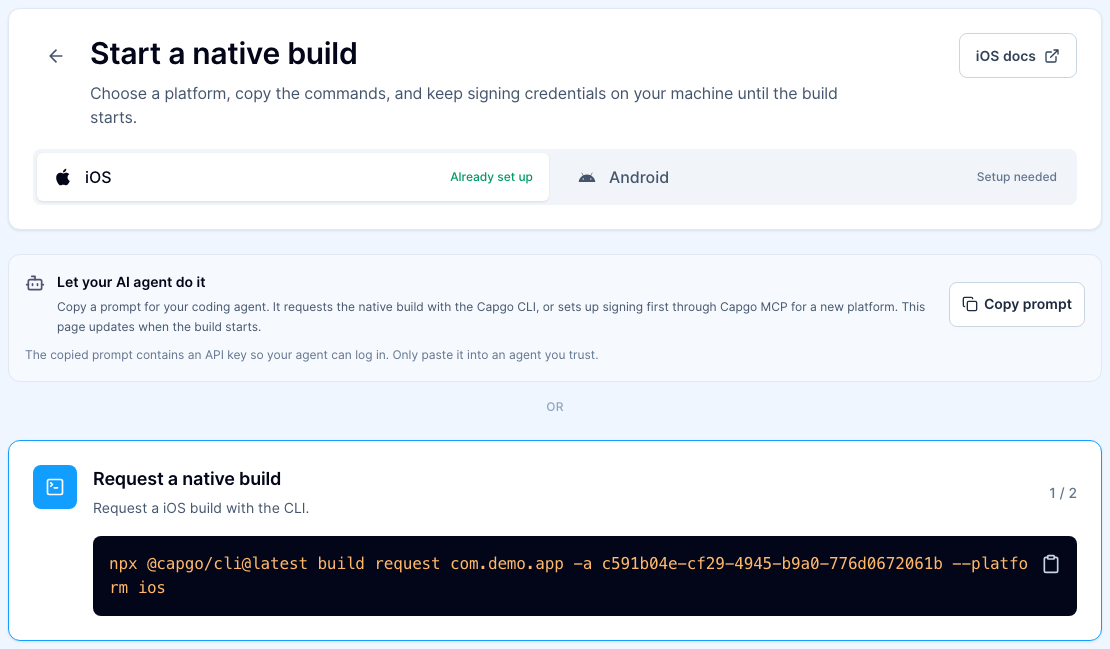 Start a native build
iOS docs
Choose a platform, copy the commands, and keep signing credentials on your machine until the build
starts.
iOS
Already set up
Android
Setup needed
Let your AI agent do it
Copy a prompt for your coding agent. It requests the native build with the Capgo CLI, or sets up signing first through Capgo MCP for a new platform. This
page updates when the build starts.
Copy prompt
The copied prompt contains an API key so your agent can log in. Only paste it into an agent you trust.
OR
Request a native build
1 / 2
Request a iOS build with the CLI.
npx @capgo/cli@latest build request com.demo.app -a c591b04e-cf29-4945-b9a0-776d0672061b --platfo
rm ios